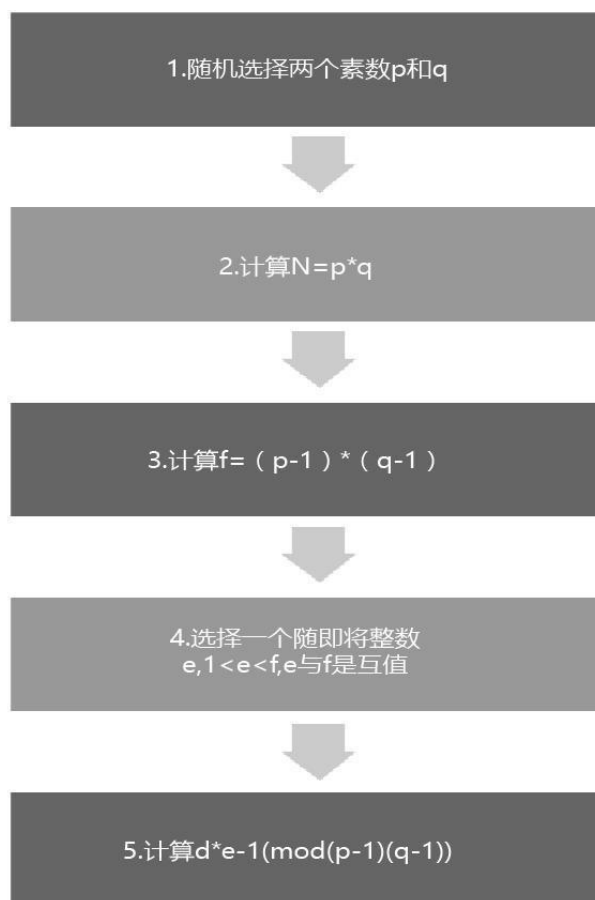 1.随机选择两个素数p和q
2.计算N=p*q
3.计算f=（p-1）*（q-1）
4.选择一个随即将整数
e,1<e<f,e与f是互值
5.计算d*e-1(mod(p-1)(q-1))